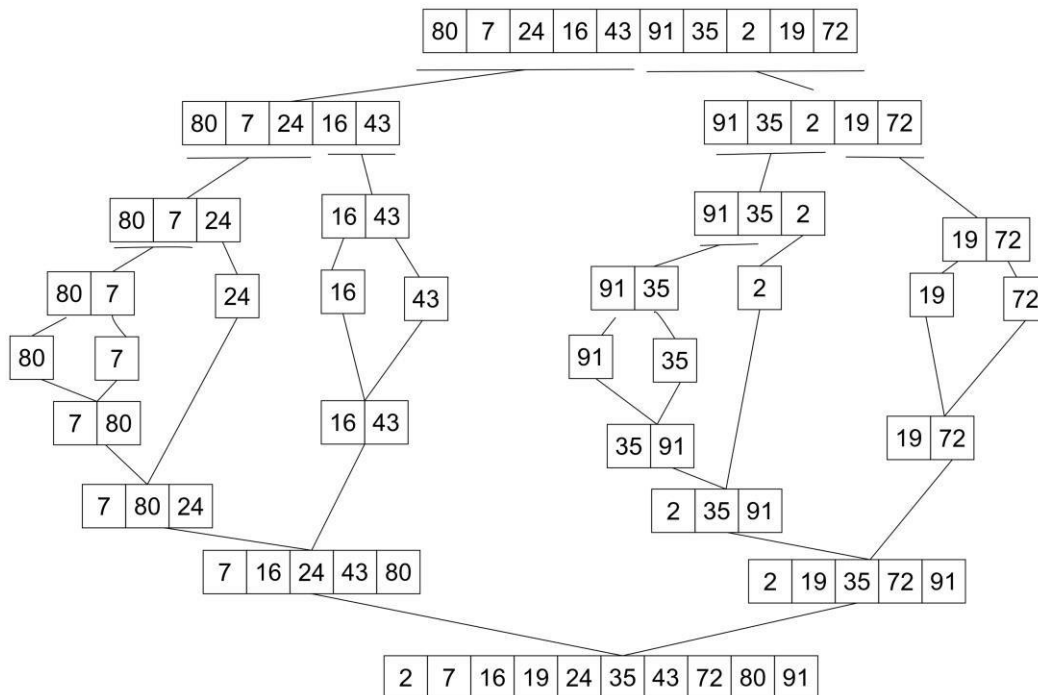 80 7 24 16 43 91 35 2 19 72
80 7 24 16 43
91 35 2 19 72
80 7 24
16 43
91 35 2
19 72
80 7
24
16
43
91 35
2
19
72
80
7
91
35
7 80
16 43
35 91
19 72
7 80 24
2 35 91
7 16 24 43 80
2 19 35 72 91
2 7 16 19 24 35 43 72 80 91